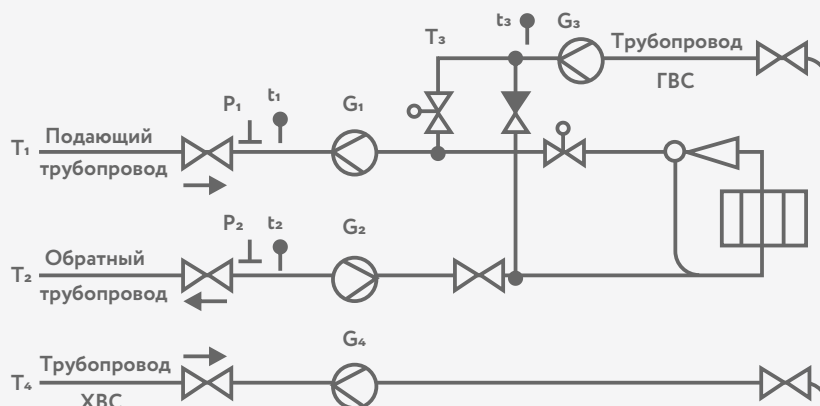 t₃
G₃
T₃
Трубопровод
ГВС
P₁
t₁
G₁
T₁
Подающий
трубопровод
P₂
t₂
G₂
T₂
Обратный
трубопровод
G₄
T₄
Трубопровод
ХВС